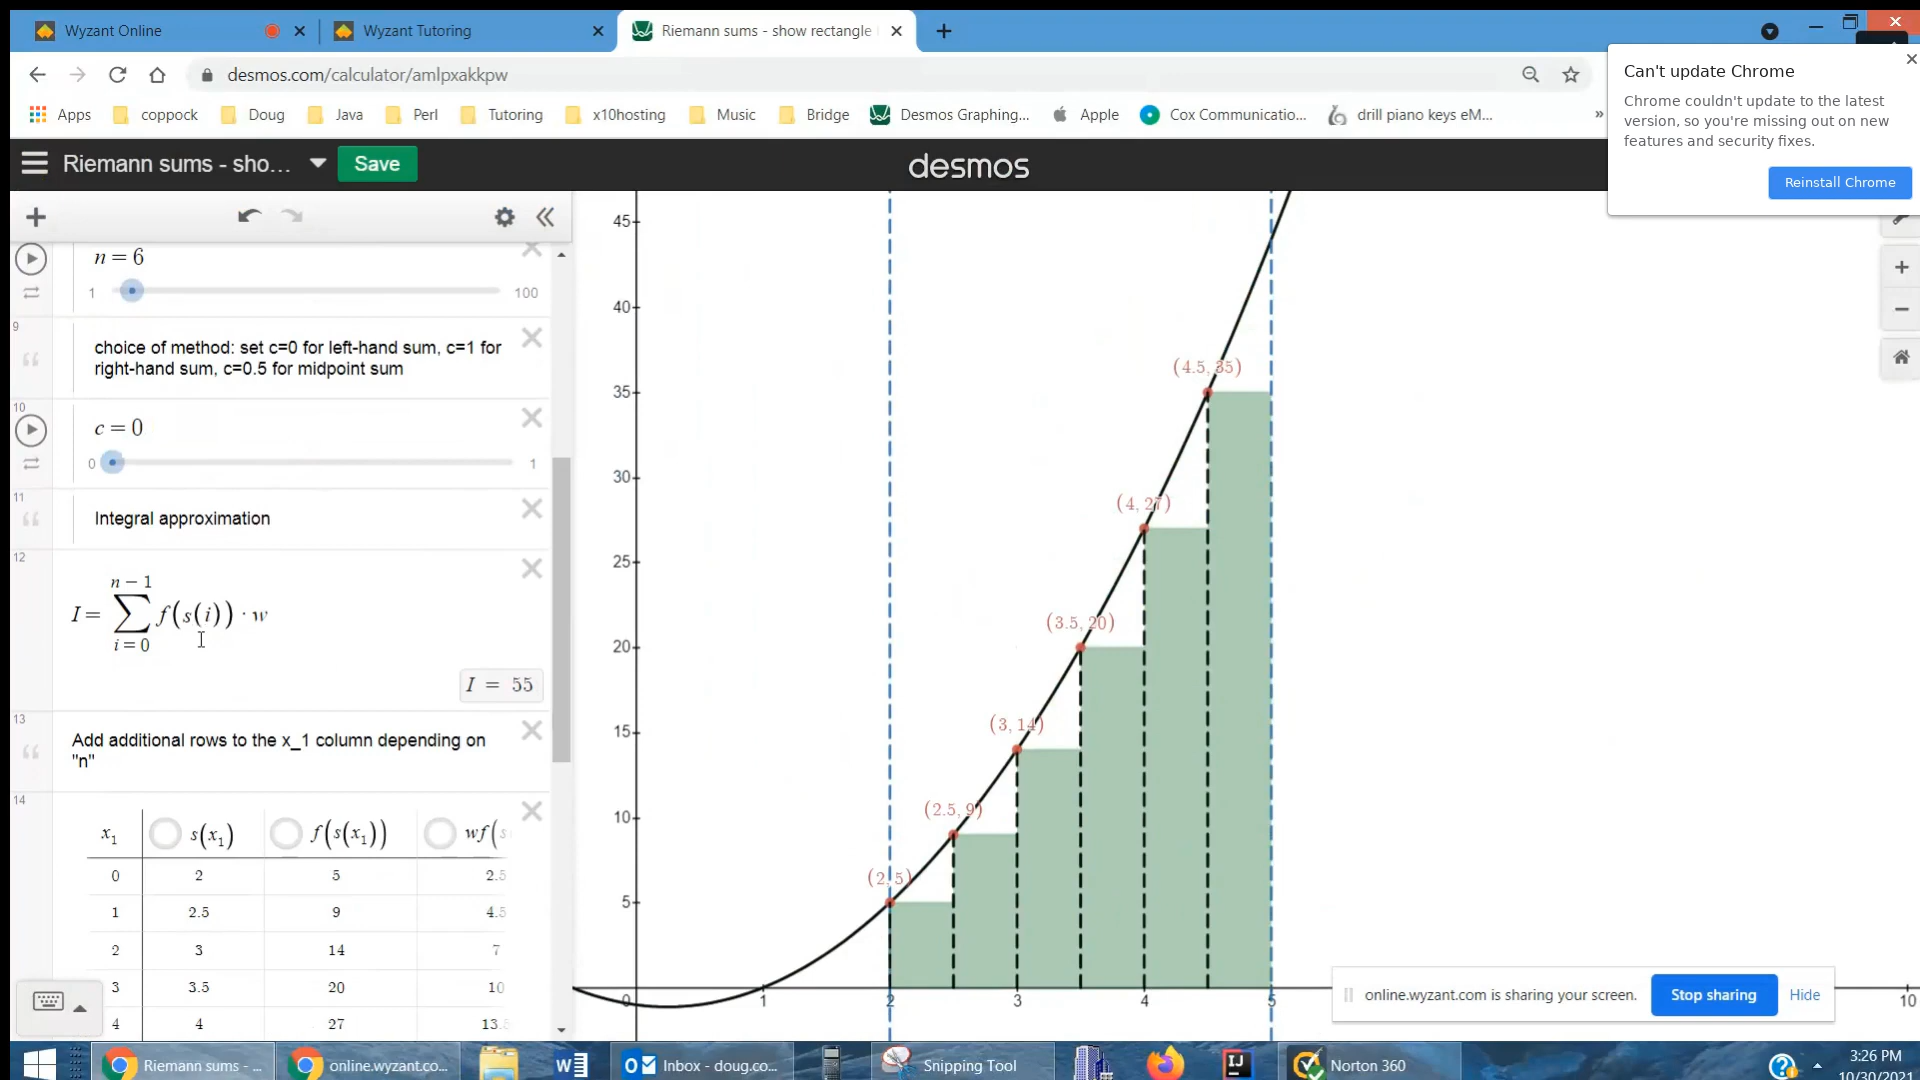 Wyzant Online
Wyzant Tutoring
Riemann sums - show rectangle
desmos.com/calculator/amlpxakkpw
Apps
coppock
Doug
Java
Perl
Tutoring
x10hosting
Music
Bridge
Desmos Graphing...
Apple
Cox Communicatio...
drill piano keys eM...
»
Can't update Chrome
Chrome couldn't update to the latest
version, so you're missing out on new
features and security fixes.
Reinstall Chrome
Riemann sums - sho...
Save
desmos
n = 6
1
100
9
choice of method: set c=0 for left-hand sum, c=1 for
right-hand sum, c=0.5 for midpoint sum
10
c = 0
0
1
11
Integral approximation
12
n − 1
I = ∑ f(s(i)) · w
i = 0
I = 55
13
Add additional rows to the x_1 column depending on
"n"
14
x₁ s(x₁) f(s(x₁)) wf(s
0 2 5 2.5
1 2.5 9 4.5
2 3 14 7
3 3.5 20 10
4 4 27 13.
45
40
35
30
25
20
15
10
5
0 1 2 3 4 5 10
(4.5, 35)
(4, 27)
(3.5, 20)
(3, 14)
(2.5, 9)
(2, 5)
online.wyzant.com is sharing your screen.
Stop sharing
Hide
Riemann sums - ...
online.wyzant.co...
Inbox - doug.co...
Snipping Tool
Norton 360
3:26 PM
10/30/2021